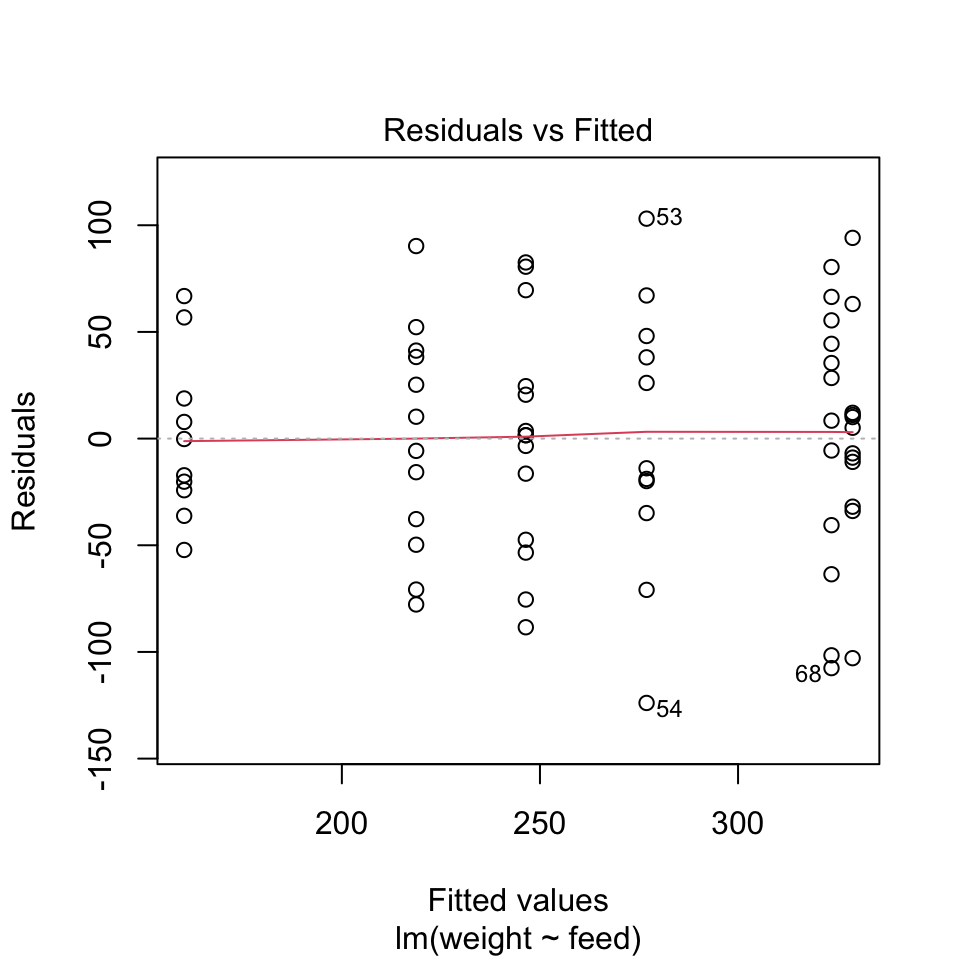 Residuals vs Fitted
Residuals
100
50
0
-50
-100
-150
53
54
68
200 250 300
Fitted values
lm(weight ~ feed)